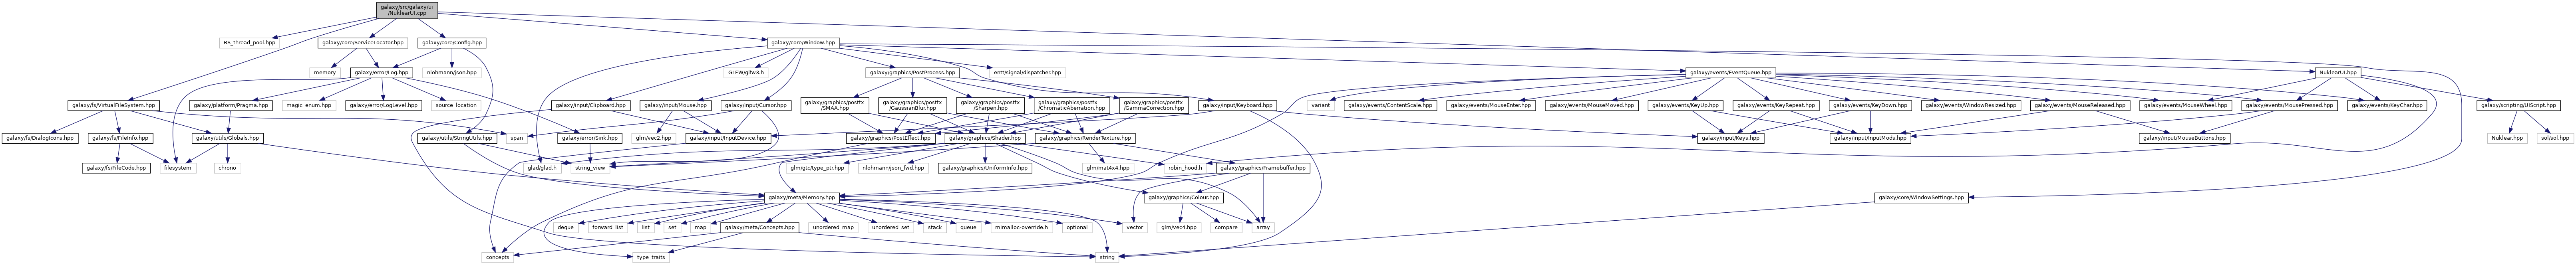 galaxy/src/galaxy/ui
/NuklearUI.cpp
BS_thread_pool.hpp
galaxy/core/ServiceLocator.hpp
galaxy/core/Config.hpp
galaxy/core/Window.hpp
memory
galaxy/error/Log.hpp
nlohmann/json.hpp
GLFW/glfw3.h
galaxy/graphics/PostProcess.hpp
entt/signal/dispatcher.hpp
galaxy/events/EventQueue.hpp
NuklearUI.hpp
galaxy/fs/VirtualFileSystem.hpp
galaxy/platform/Pragma.hpp
magic_enum.hpp
galaxy/error/LogLevel.hpp
source_location
galaxy/input/Clipboard.hpp
galaxy/input/Mouse.hpp
galaxy/input/Cursor.hpp
galaxy/graphics/postfx
/SMAA.hpp
galaxy/graphics/postfx
/GaussianBlur.hpp
galaxy/graphics/postfx
/Sharpen.hpp
galaxy/graphics/postfx
/ChromaticAberation.hpp
galaxy/graphics/postfx
/GammaCorrection.hpp
galaxy/input/Keyboard.hpp
variant
galaxy/events/ContentScale.hpp
galaxy/events/MouseEnter.hpp
galaxy/events/MouseMoved.hpp
galaxy/events/KeyUp.hpp
galaxy/events/KeyRepeat.hpp
galaxy/events/KeyDown.hpp
galaxy/events/WindowResized.hpp
galaxy/events/MouseReleased.hpp
galaxy/events/MouseWheel.hpp
galaxy/events/MousePressed.hpp
galaxy/events/KeyChar.hpp
galaxy/scripting/UIScript.hpp
galaxy/fs/DialogIcons.hpp
galaxy/fs/FileInfo.hpp
galaxy/utils/Globals.hpp
galaxy/utils/StringUtils.hpp
span
galaxy/error/Sink.hpp
glm/vec2.hpp
galaxy/input/InputDevice.hpp
galaxy/graphics/PostEffect.hpp
galaxy/graphics/Shader.hpp
galaxy/graphics/RenderTexture.hpp
galaxy/input/Keys.hpp
galaxy/input/InputMods.hpp
galaxy/input/MouseButtons.hpp
Nuklear.hpp
sol/sol.hpp
galaxy/fs/FileCode.hpp
filesystem
chrono
glad/glad.h
string_view
glm/gtc/type_ptr.hpp
nlohmann/json_fwd.hpp
galaxy/graphics/UniformInfo.hpp
glm/mat4x4.hpp
robin_hood.h
galaxy/graphics/Framebuffer.hpp
galaxy/meta/Memory.hpp
galaxy/graphics/Colour.hpp
galaxy/core/WindowSettings.hpp
deque
forward_list
list
set
map
galaxy/meta/Concepts.hpp
unordered_map
unordered_set
stack
queue
mimalloc-override.h
optional
vector
glm/vec4.hpp
compare
array
concepts
type_traits
string